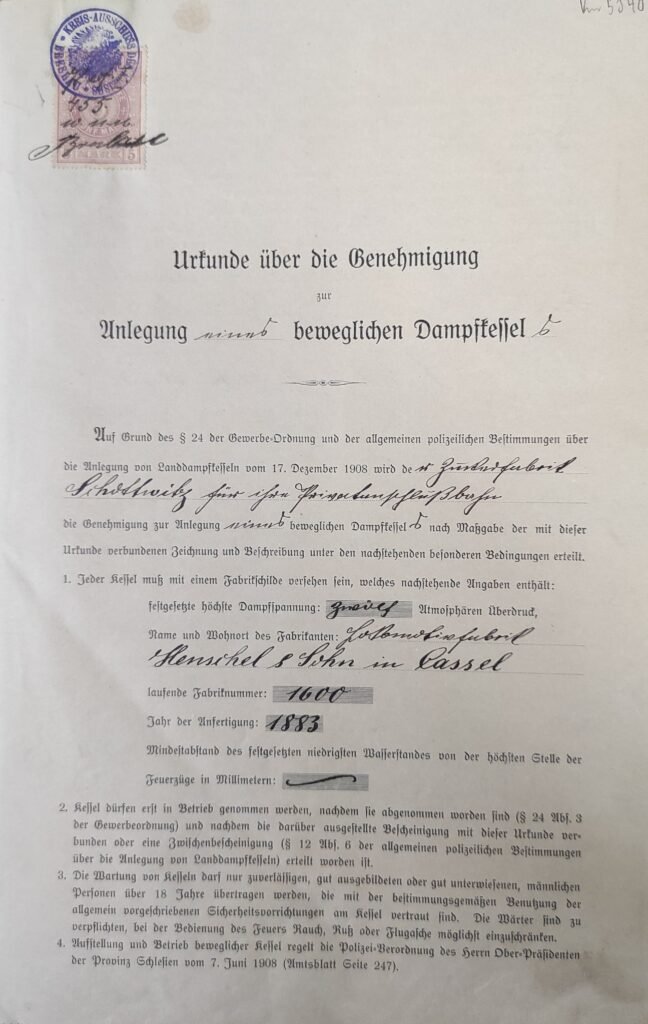 5340
KREIS-AUSSCHUSS DES
455.
MARK 5
Urkunde über die Genehmigung
zur
Anlegung eines beweglichen Dampfkessel s
Auf Grund des § 24 der Gewerbe-Ordnung und der allgemeinen polizeilichen Bestimmungen über
die Anlegung von Landdampfkesseln vom 17. Dezember 1908 wird de r Zuckerfabrik
Schottwitz für ihre Privatanschlußbahn
die Genehmigung zur Anlegung eines beweglichen Dampfkessel s nach Maßgabe der mit dieser
Urkunde verbundenen Zeichnung und Beschreibung unter den nachstehenden besonderen Bedingungen erteilt.
1. Jeder Kessel muß mit einem Fabrikschilde versehen sein, welches nachstehende Angaben enthält:
festgesetzte höchste Dampfspannung: zwölf Atmosphären Überdruck,
Name und Wohnort des Fabrikanten: Lokomotivfabrik
Henschel & Sohn in Cassel
laufende Fabriknummer: 1600
Jahr der Anfertigung: 1883
Mindestabstand des festgesetzten niedrigsten Wasserstandes von der höchsten Stelle der
Feuerzüge in Millimetern:
2. Kessel dürfen erst in Betrieb genommen werden, nachdem sie abgenommen worden sind (§ 24 Abs. 3
der Gewerbeordnung) und nachdem die darüber ausgestellte Bescheinigung mit dieser Urkunde ver-
bunden oder eine Zwischenbescheinigung (§ 12 Abs. 6 der allgemeinen polizeilichen Bestimmungen
über die Anlegung von Landdampfkesseln) erteilt worden ist.
3. Die Wartung von Kesseln darf nur zuverlässigen, gut ausgebildeten oder gut unterwiesenen, männlichen
Personen über 18 Jahre übertragen werden, die mit der bestimmungsgemäßen Benutzung der
allgemein vorgeschriebenen Sicherheitsvorrichtungen am Kessel vertraut sind. Die Wärter sind zu
verpflichten, bei der Bedienung des Feuers Rauch, Ruß oder Flugasche möglichst einzuschränken.
4. Aufstellung und Betrieb beweglicher Kessel regelt die Polizei-Verordnung des Herrn Ober-Präsidenten
der Provinz Schlesien vom 7. Juni 1908 (Amtsblatt Seite 247).